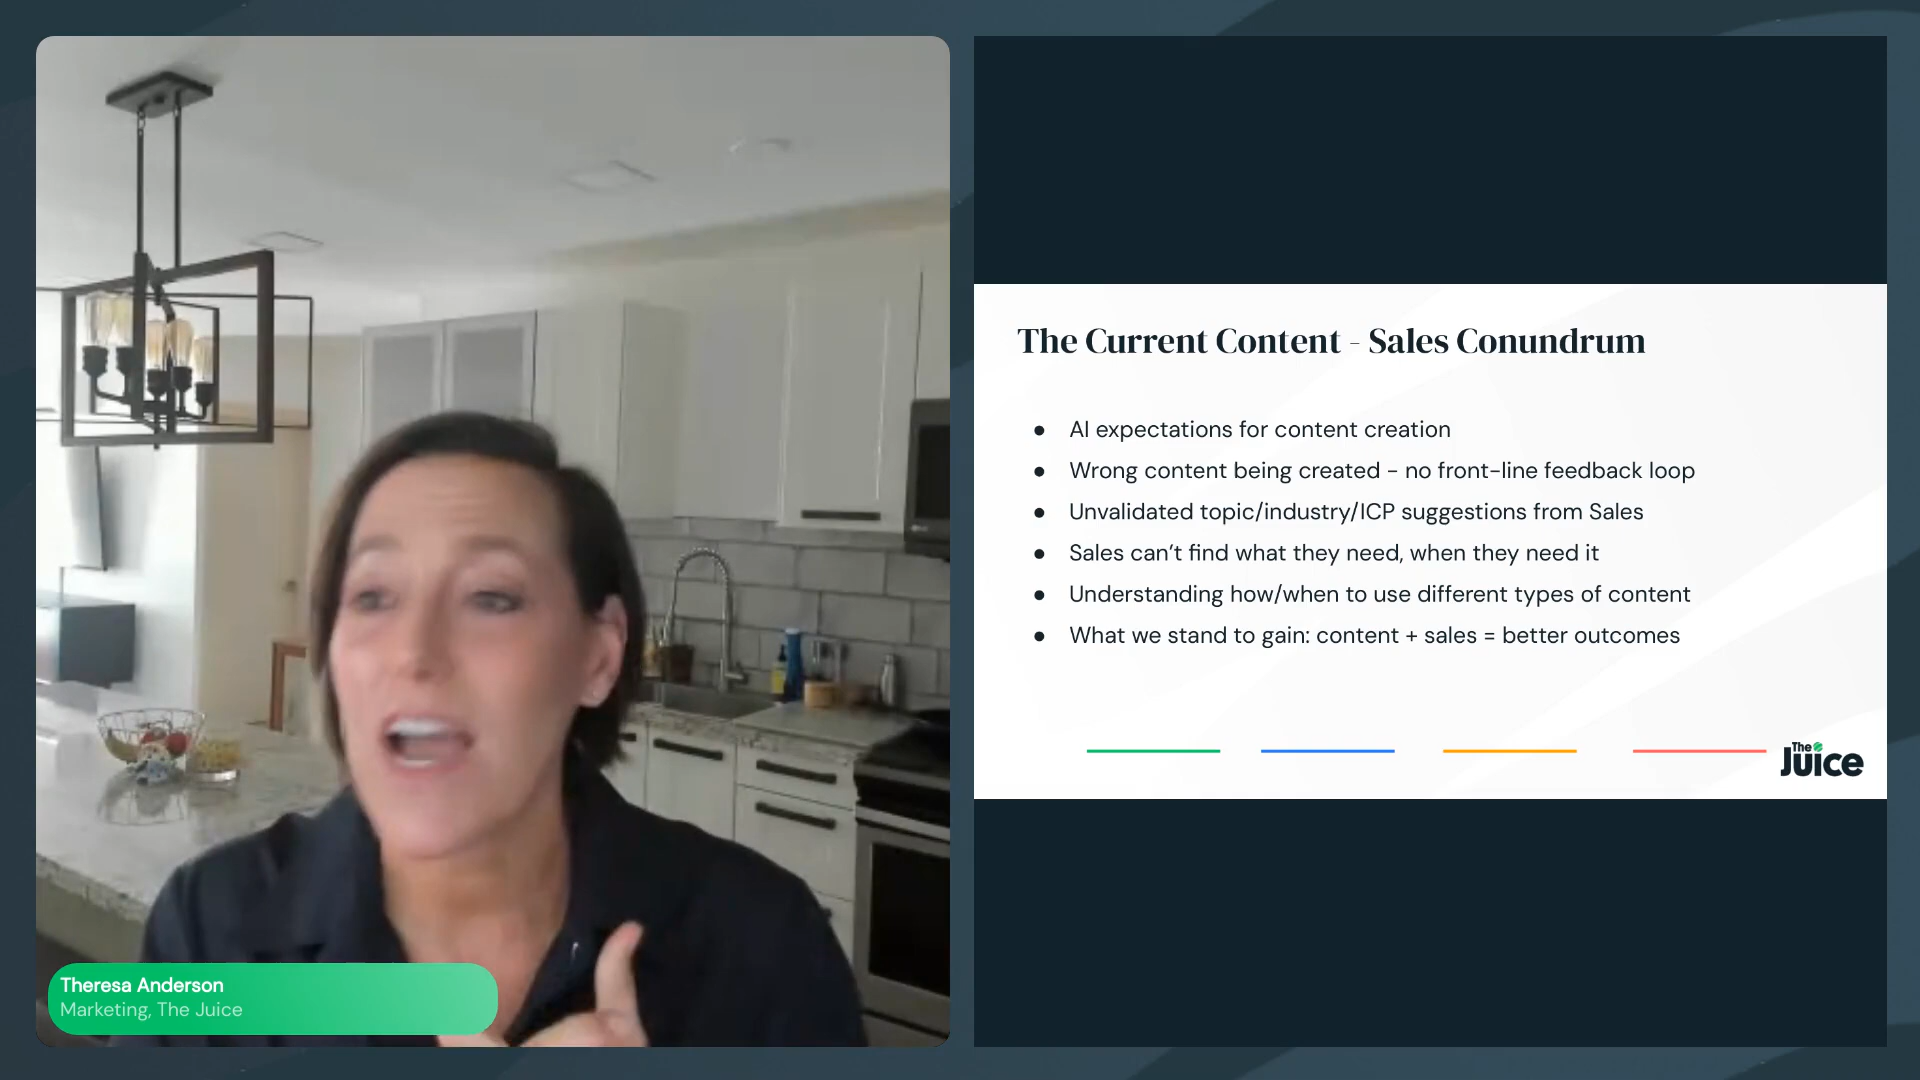 Theresa Anderson
Marketing, The Juice
The Current Content - Sales Conundrum
● AI expectations for content creation
● Wrong content being created - no front-line feedback loop
● Unvalidated topic/industry/ICP suggestions from Sales
● Sales can’t find what they need, when they need it
● Understanding how/when to use different types of content
● What we stand to gain: content + sales = better outcomes
The
Juice